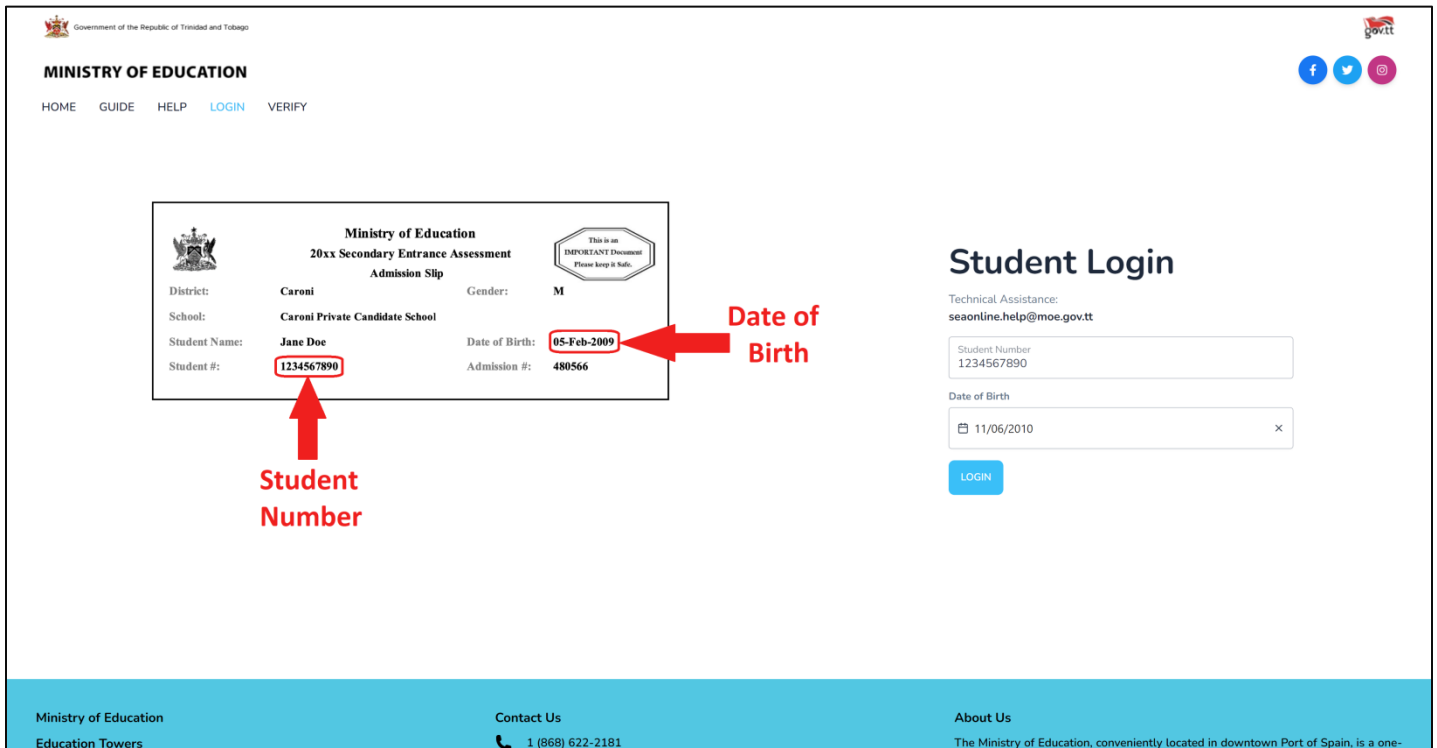 Government of the Republic of Trinidad and Tobago
gov.tt
MINISTRY OF EDUCATION
HOME GUIDE HELP LOGIN VERIFY
Ministry of Education
20xx Secondary Entrance Assessment
Admission Slip
This is an
IMPORTANT Document
Please keep it Safe.
District: Caroni Gender: M
School: Caroni Private Candidate School
Student Name: Jane Doe Date of Birth: 05-Feb-2009
Student #: 1234567890 Admission #: 480566
Date of
Birth
Student
Number
Student Login
Technical Assistance:
seaonline.help@moe.gov.tt
Student Number
1234567890
Date of Birth
11/06/2010
LOGIN
Ministry of Education
Education Towers
Contact Us
1 (868) 622-2181
About Us
The Ministry of Education, conveniently located in downtown Port of Spain, is a one-